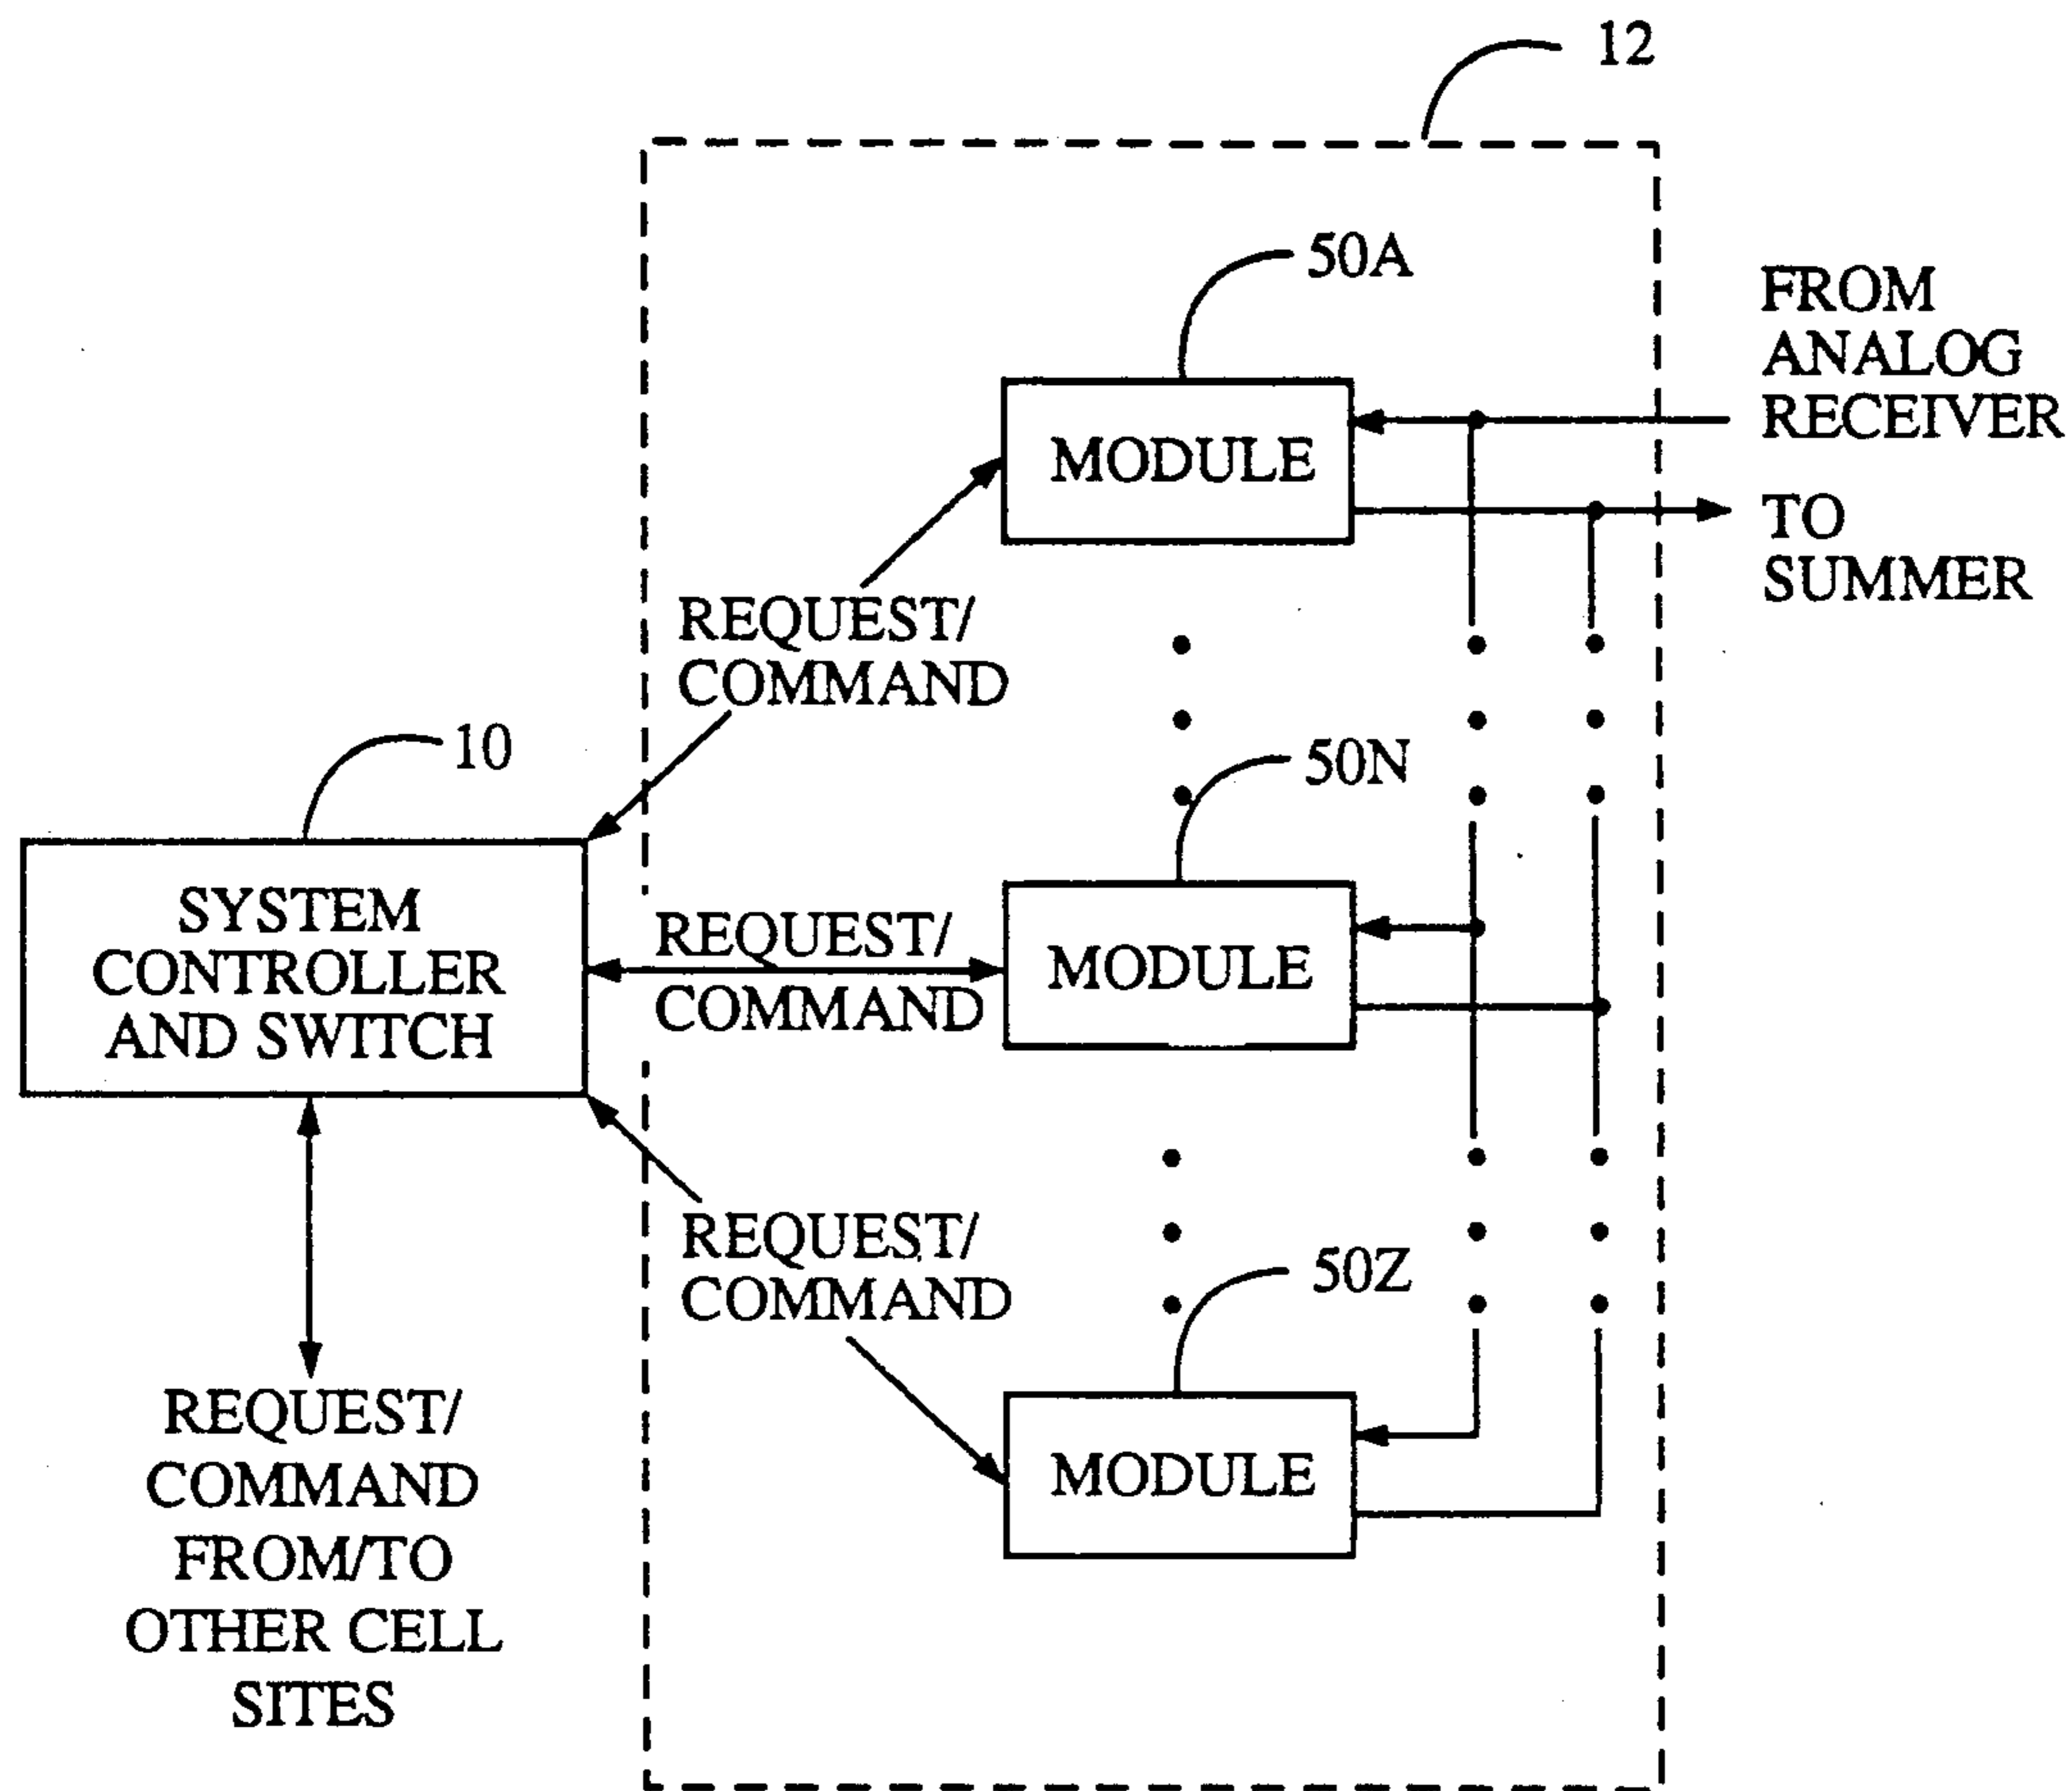 12
50A
FROM
ANALOG
RECEIVER
MODULE
TO
SUMMER
REQUEST/
COMMAND
10
50N
SYSTEM
CONTROLLER
AND SWITCH
REQUEST/
COMMAND
MODULE
REQUEST/
COMMAND
50Z
MODULE
REQUEST/
COMMAND
FROM/TO
OTHER CELL
SITES